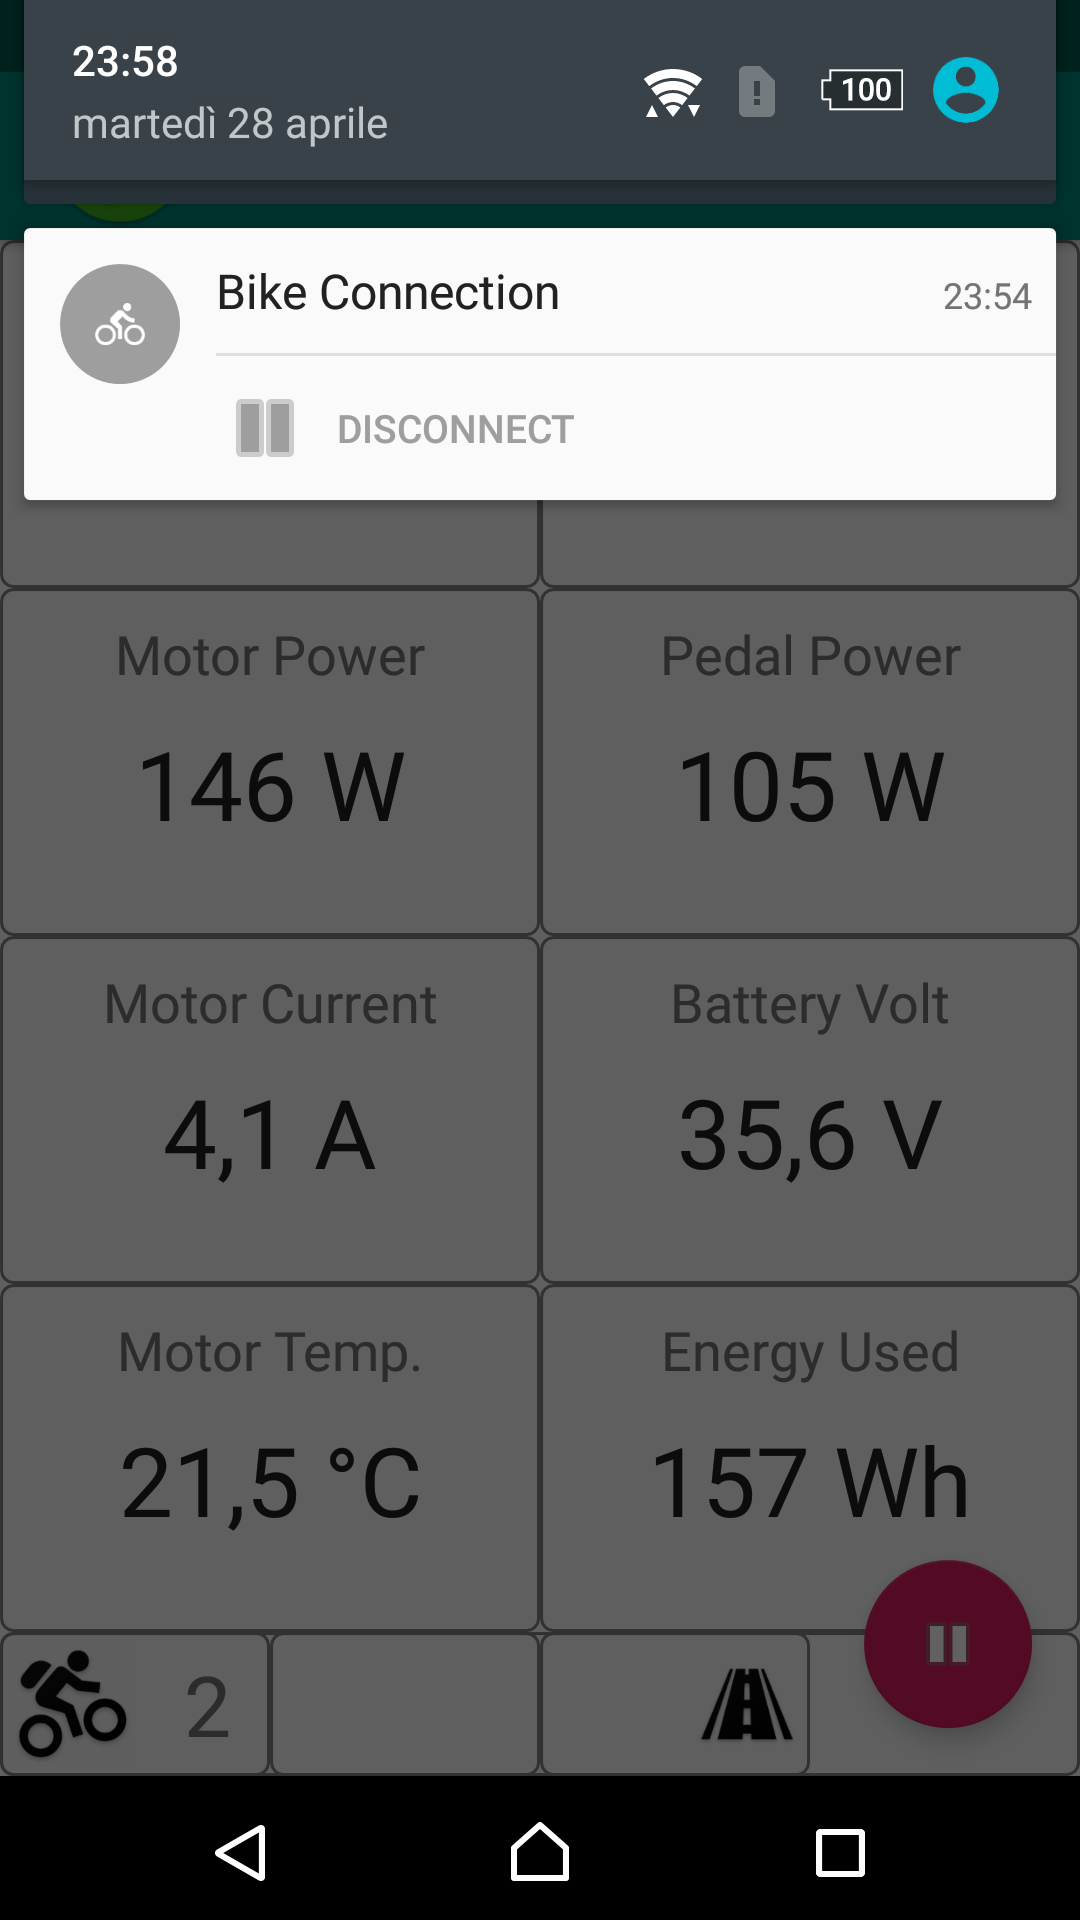 23:58
martedì 28 aprile
100
Bike Connection 23:54
DISCONNECT
Motor Power Pedal Power
146 W 105 W
Motor Current Battery Volt
4,1 A 35,6 V
Motor Temp. Energy Used
21,5 °C 157 Wh
2